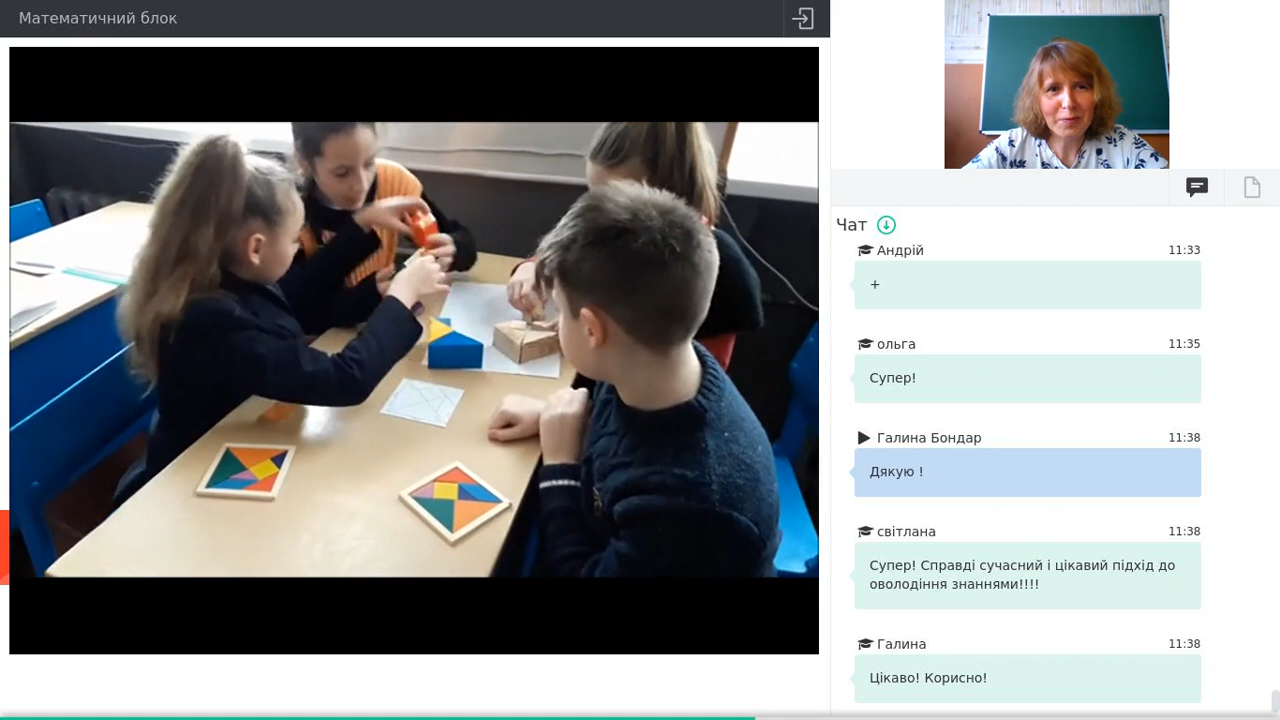 Математичний блок
Чат
Андрій 11:33
+
ольга 11:35
Супер!
Галина Бондар 11:38
Дякую !
світлана 11:38
Супер! Справді сучасний і цікавий підхід до
оволодіння знаннями!!!!
Галина 11:38
Цікаво! Корисно!